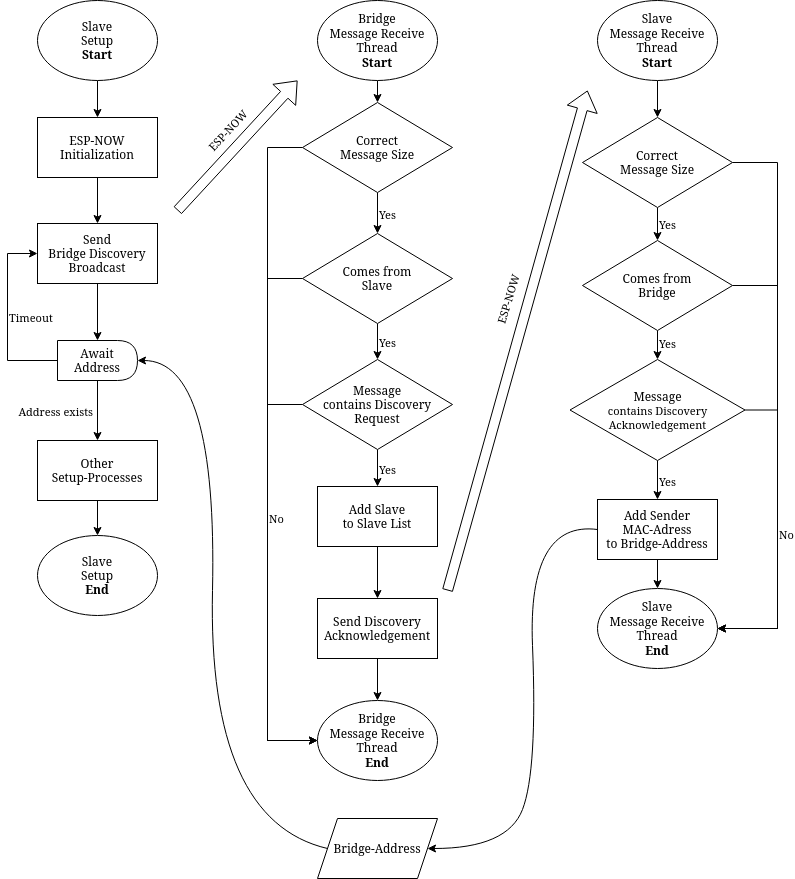 Slave
Setup
Start
ESP-NOW
Initialization
Send
Bridge Discovery
Broadcast
Timeout
Await
Address
Address exists
Other
Setup-Processes
Slave
Setup
End
ESP-NOW
Bridge
Message Receive
Thread
Start
Correct
Message Size
Yes
Comes from
Slave
Yes
Message
contains Discovery
Request
Yes
Add Slave
to Slave List
No
Send Discovery
Acknowledgement
Bridge
Message Receive
Thread
End
Bridge-Address
ESP-NOW
Slave
Message Receive
Thread
Start
Correct
Message Size
Yes
Comes from
Bridge
Yes
Message
contains Discovery
Acknowledgement
Yes
Add Sender
MAC-Adress
to Bridge-Address
No
Slave
Message Receive
Thread
End